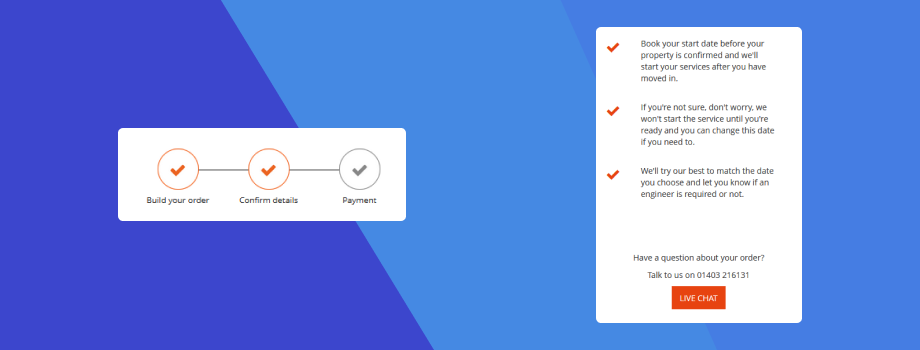 Build your order
Confirm details
Payment
Book your start date before your
property is confirmed and we'll
start your services after you have
moved in.
If you're not sure, don't worry, we
won't start the service until you're
ready and you can change this date
if you need to.
We'll try our best to match the date
you choose and let you know if an
engineer is required or not.
Have a question about your order?
Talk to us on 01403 216131
LIVE CHAT